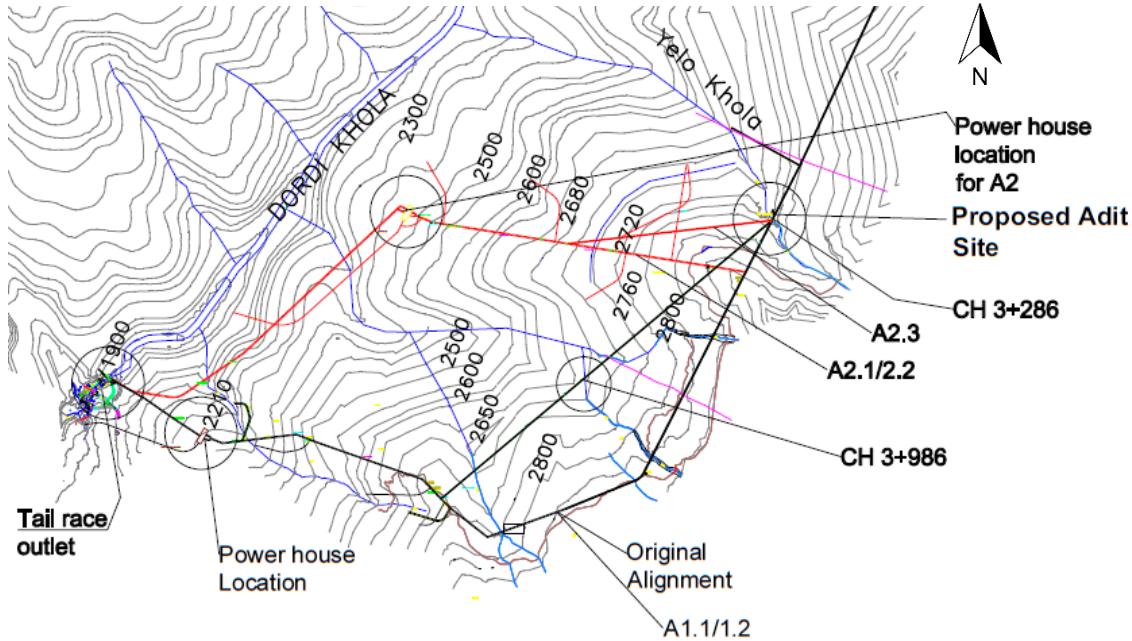 Yelo Khola
N
DORDI KHOLA
2300
2500
2600
2680
2720
2760
2800
Power house
location
for A2
Proposed Adit
Site
CH 3+286
A2.3
A2.1/2.2
CH 3+986
1900
2210
2500
2600
2650
2800
Tail race
outlet
Power house
Location
Original
Alignment
A1.1/1.2